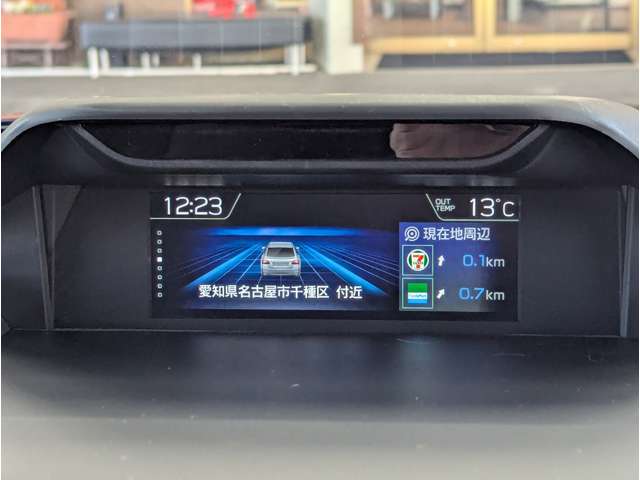 12:23
OUT TEMP 13°C
現在地周辺
7
0.1km
0.7km
愛知県名古屋市千種区 付近